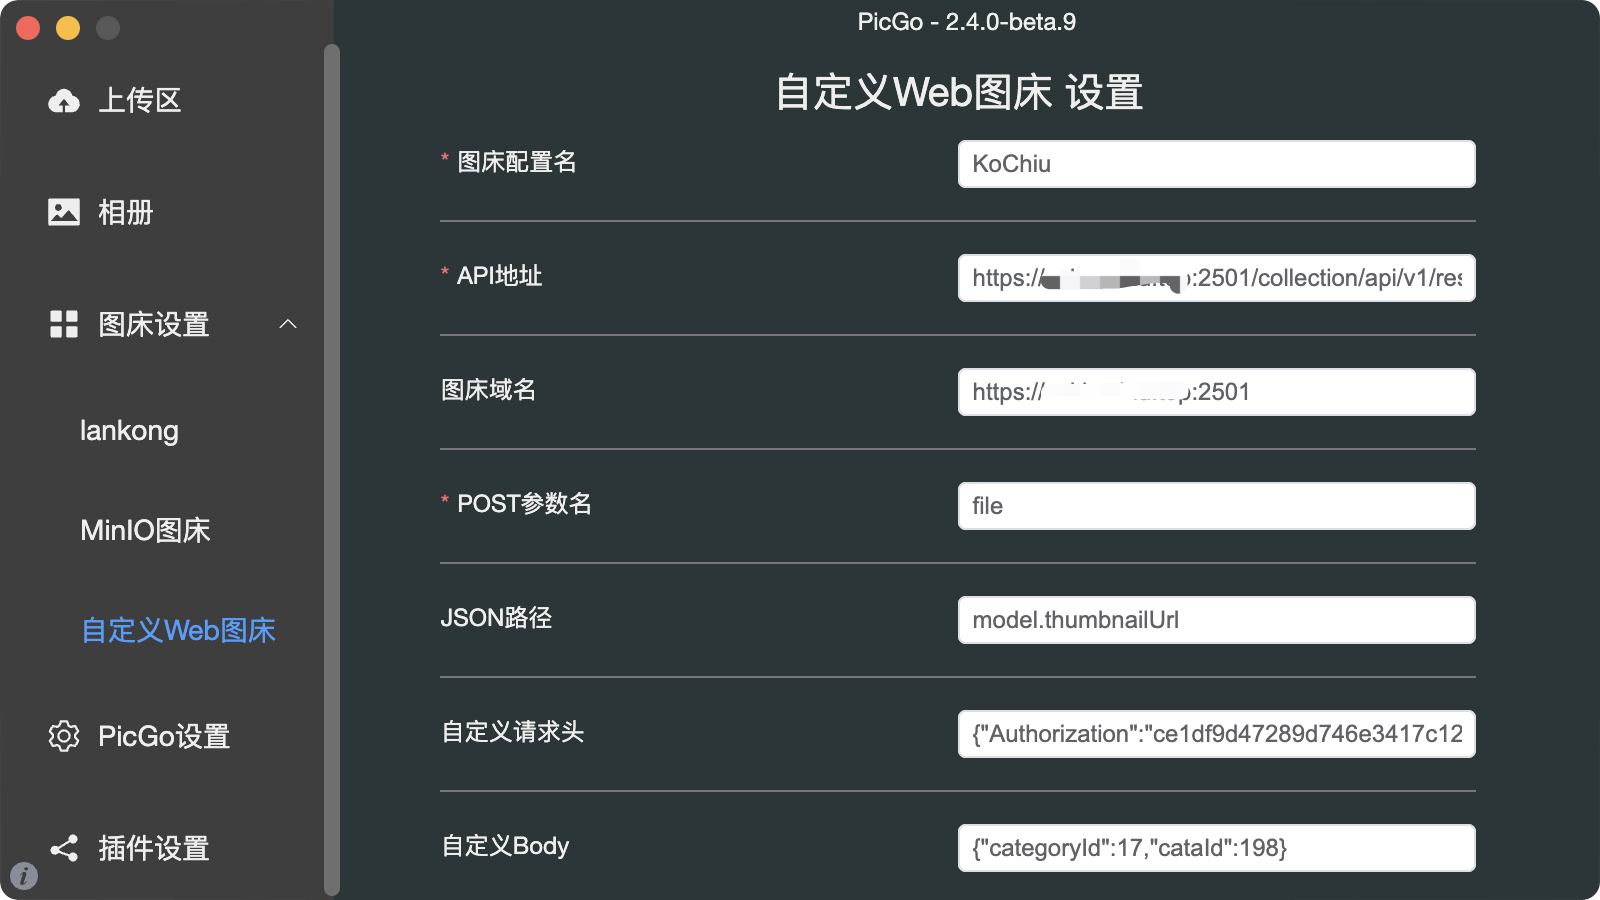 PicGo - 2.4.0-beta.9
上传区
相册
图床设置
lankong
MinIO图床
自定义Web图床
PicGo设置
插件设置
自定义Web图床 设置
* 图床配置名
KoChiu
* API地址
https:// :2501/collection/api/v1/res
图床域名
https:// :2501
* POST参数名
file
JSON路径
model.thumbnailUrl
自定义请求头
{"Authorization":"ce1df9d47289d746e3417c12
自定义Body
{"categoryId":17,"cataId":198}